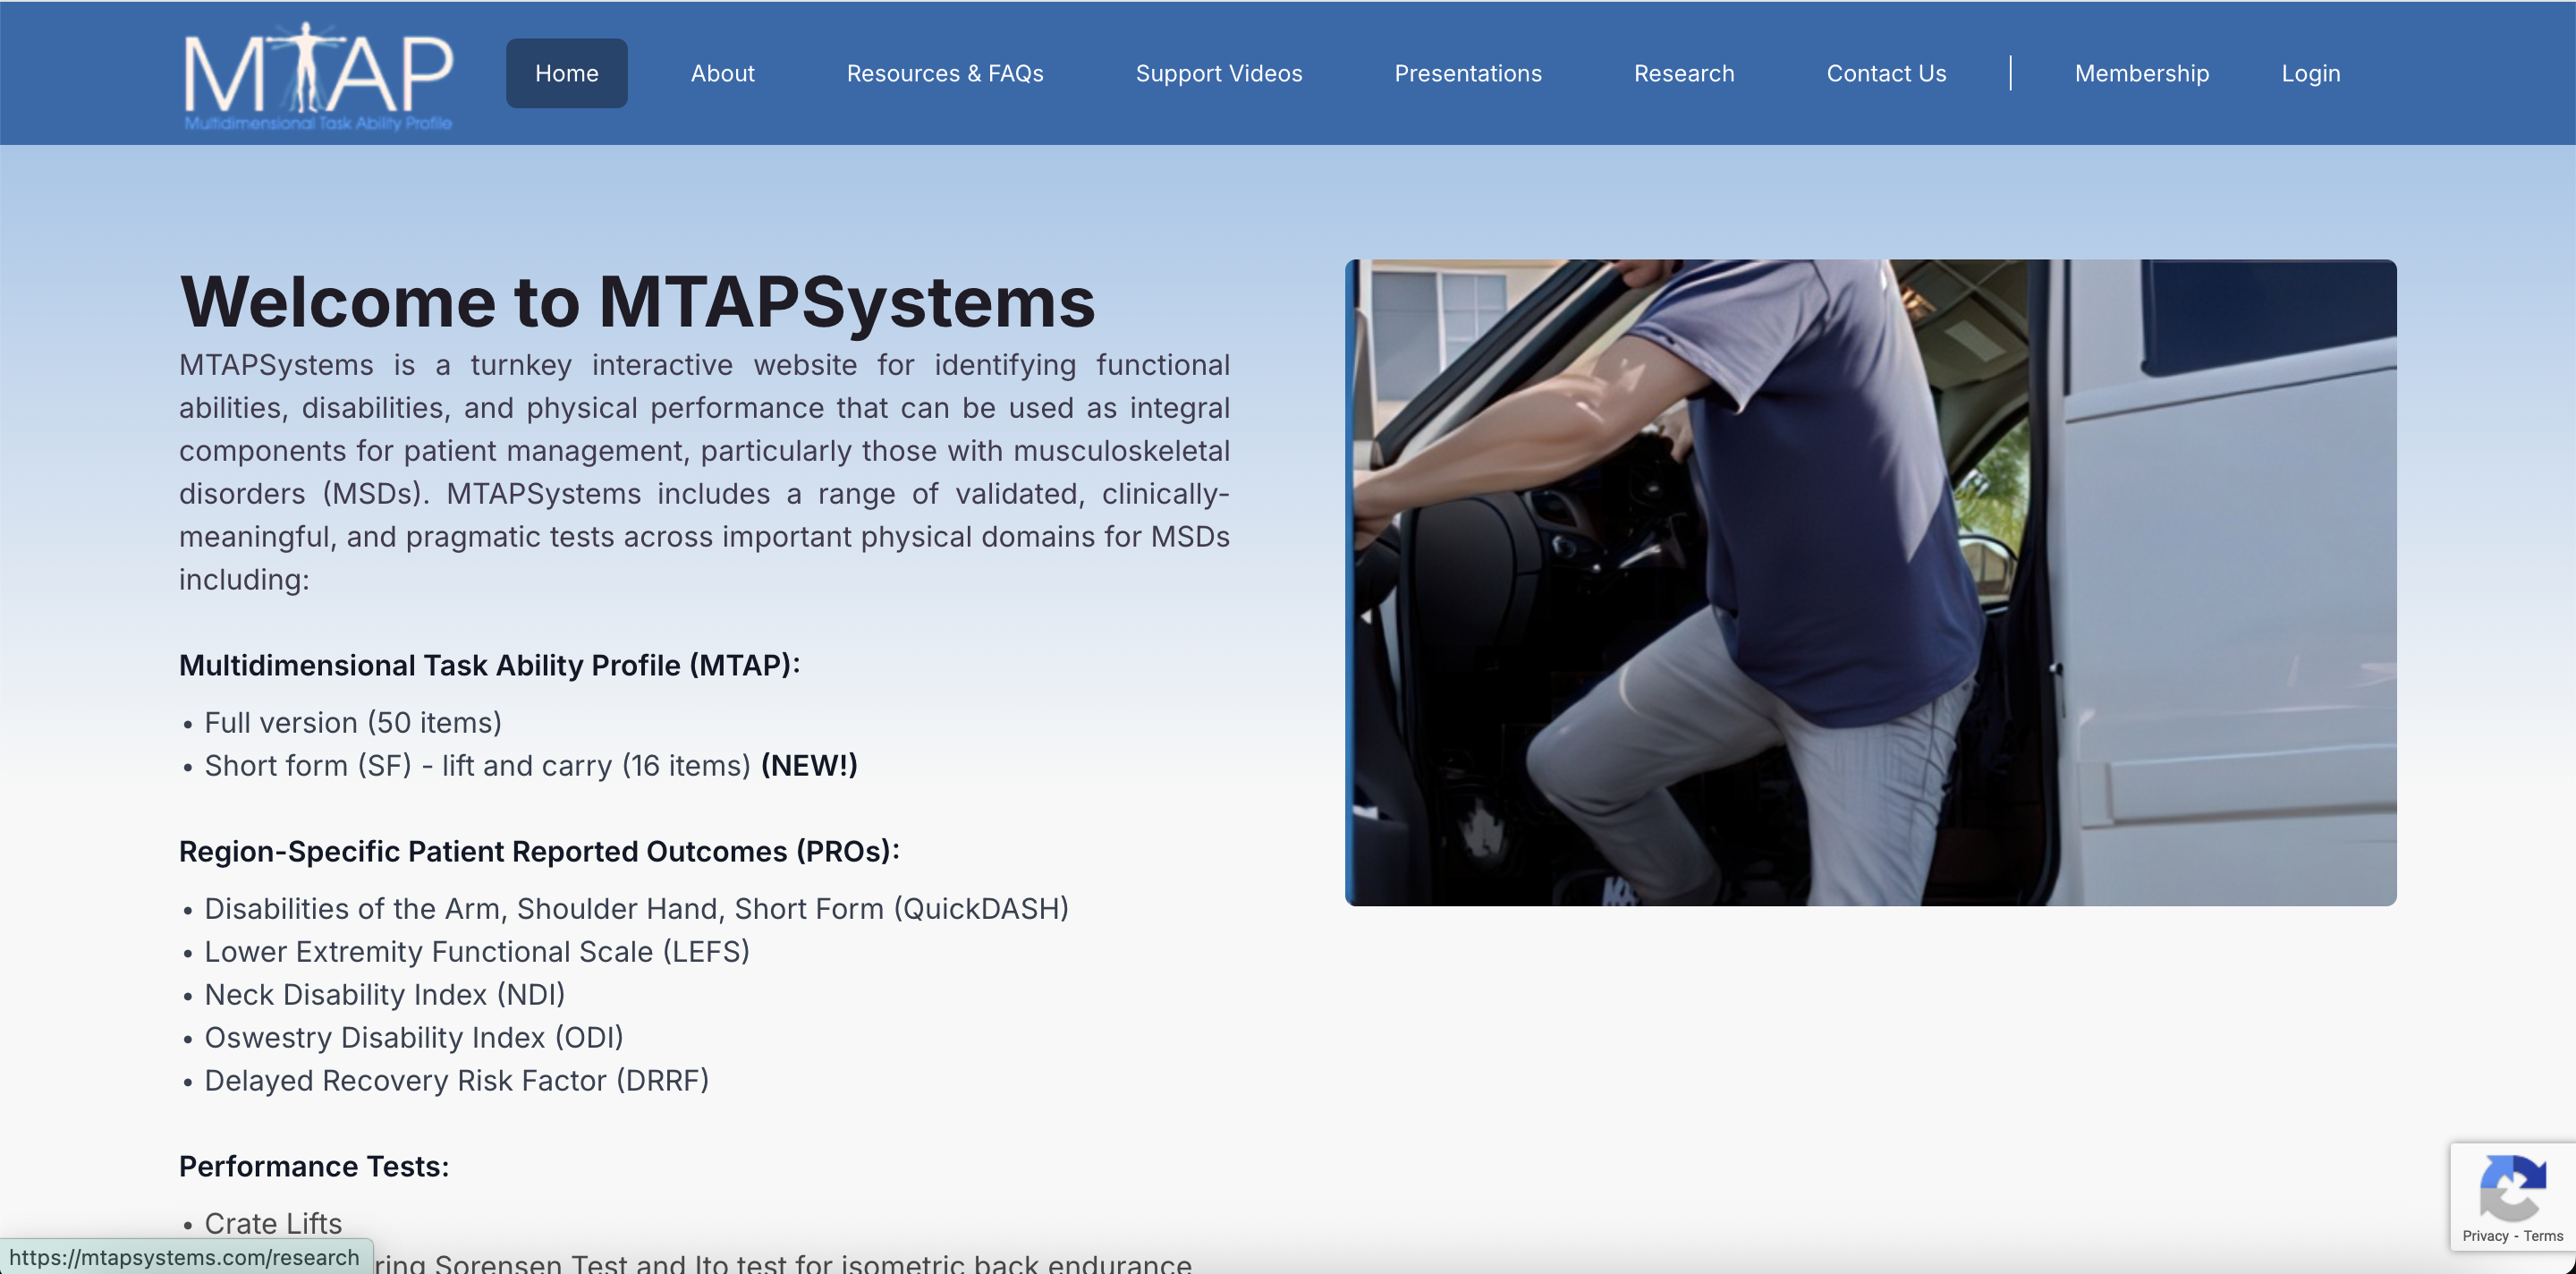 MTAP
Multidimensional Task Ability Profile
Home
About
Resources & FAQs
Support Videos
Presentations
Research
Contact Us
Membership
Login
Welcome to MTAPSystems
MTAPSystems is a turnkey interactive website for identifying functional
abilities, disabilities, and physical performance that can be used as integral
components for patient management, particularly those with musculoskeletal
disorders (MSDs). MTAPSystems includes a range of validated, clinically-
meaningful, and pragmatic tests across important physical domains for MSDs
including:
Multidimensional Task Ability Profile (MTAP):
• Full version (50 items)
• Short form (SF) - lift and carry (16 items) (NEW!)
Region-Specific Patient Reported Outcomes (PROs):
• Disabilities of the Arm, Shoulder Hand, Short Form (QuickDASH)
• Lower Extremity Functional Scale (LEFS)
• Neck Disability Index (NDI)
• Oswestry Disability Index (ODI)
• Delayed Recovery Risk Factor (DRRF)
Performance Tests:
• Crate Lifts
ring Sorensen Test and Ito test for isometric back endurance
https://mtapsystems.com/research
Privacy - Terms